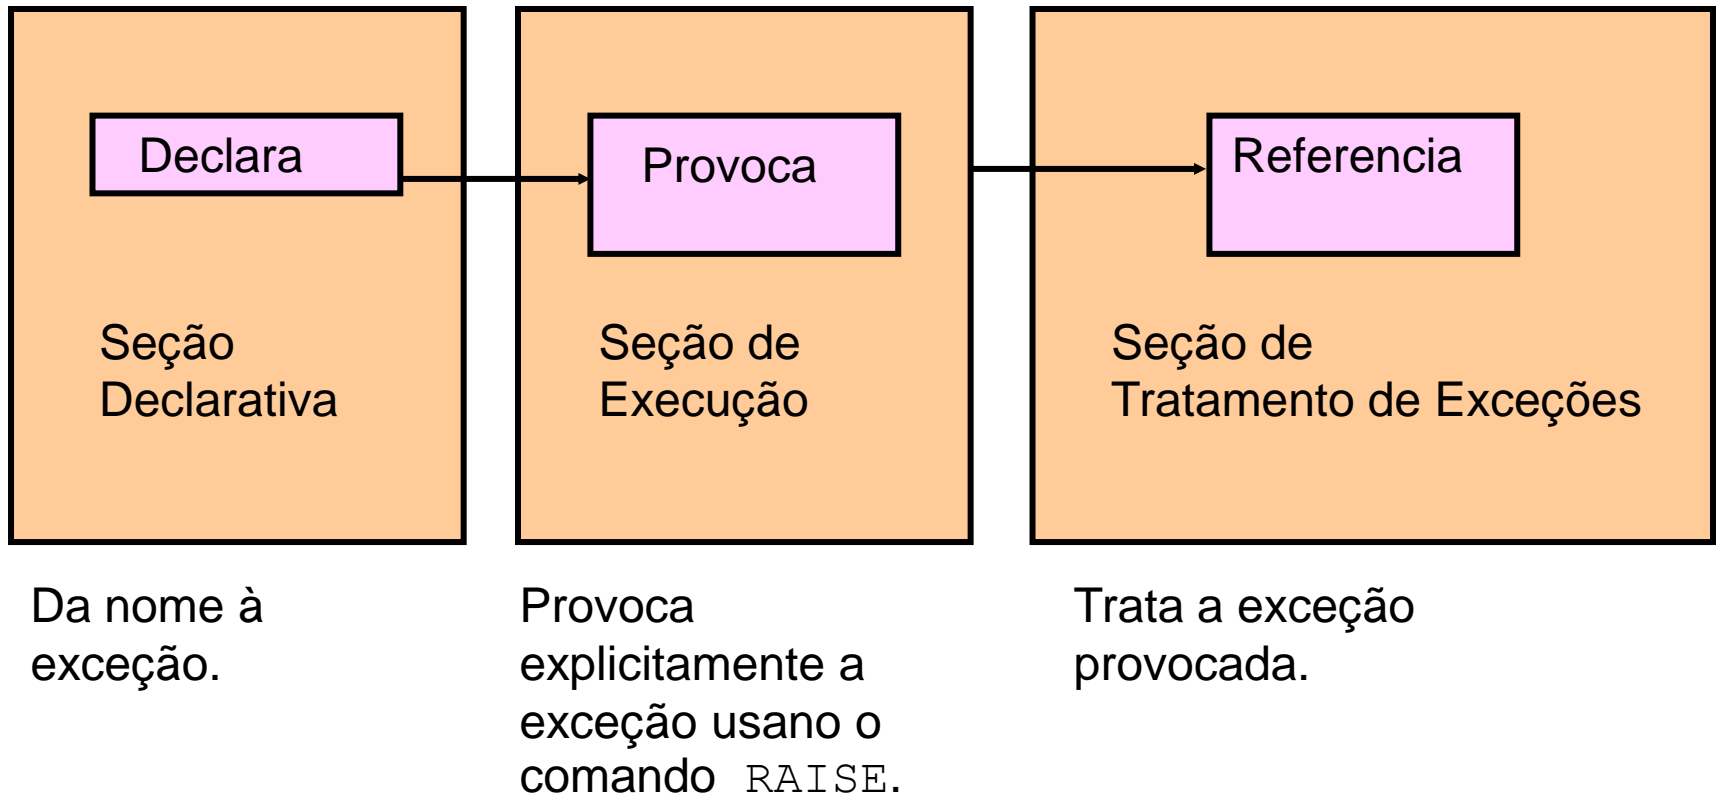 Declara
Seção
Declarativa
Da nome à
exceção.
Provoca
Seção de
Execução
Provoca
explicitamente a
exceção usano o
comando RAISE.
Referencia
Seção de
Tratamento de Exceções
Trata a exceção
provocada.